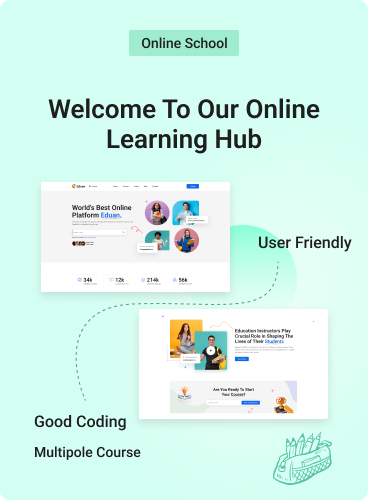 Online School
Welcome To Our Online
Learning Hub
Eduan
World's Best Online
Platform Eduan.
34k
12k
214k
56k
User Friendly
Education Instructors Play
Crucial Role in Shaping The
Lives of Their Students
Are You Ready To Start
Your Course?
Good Coding
Multipole Course